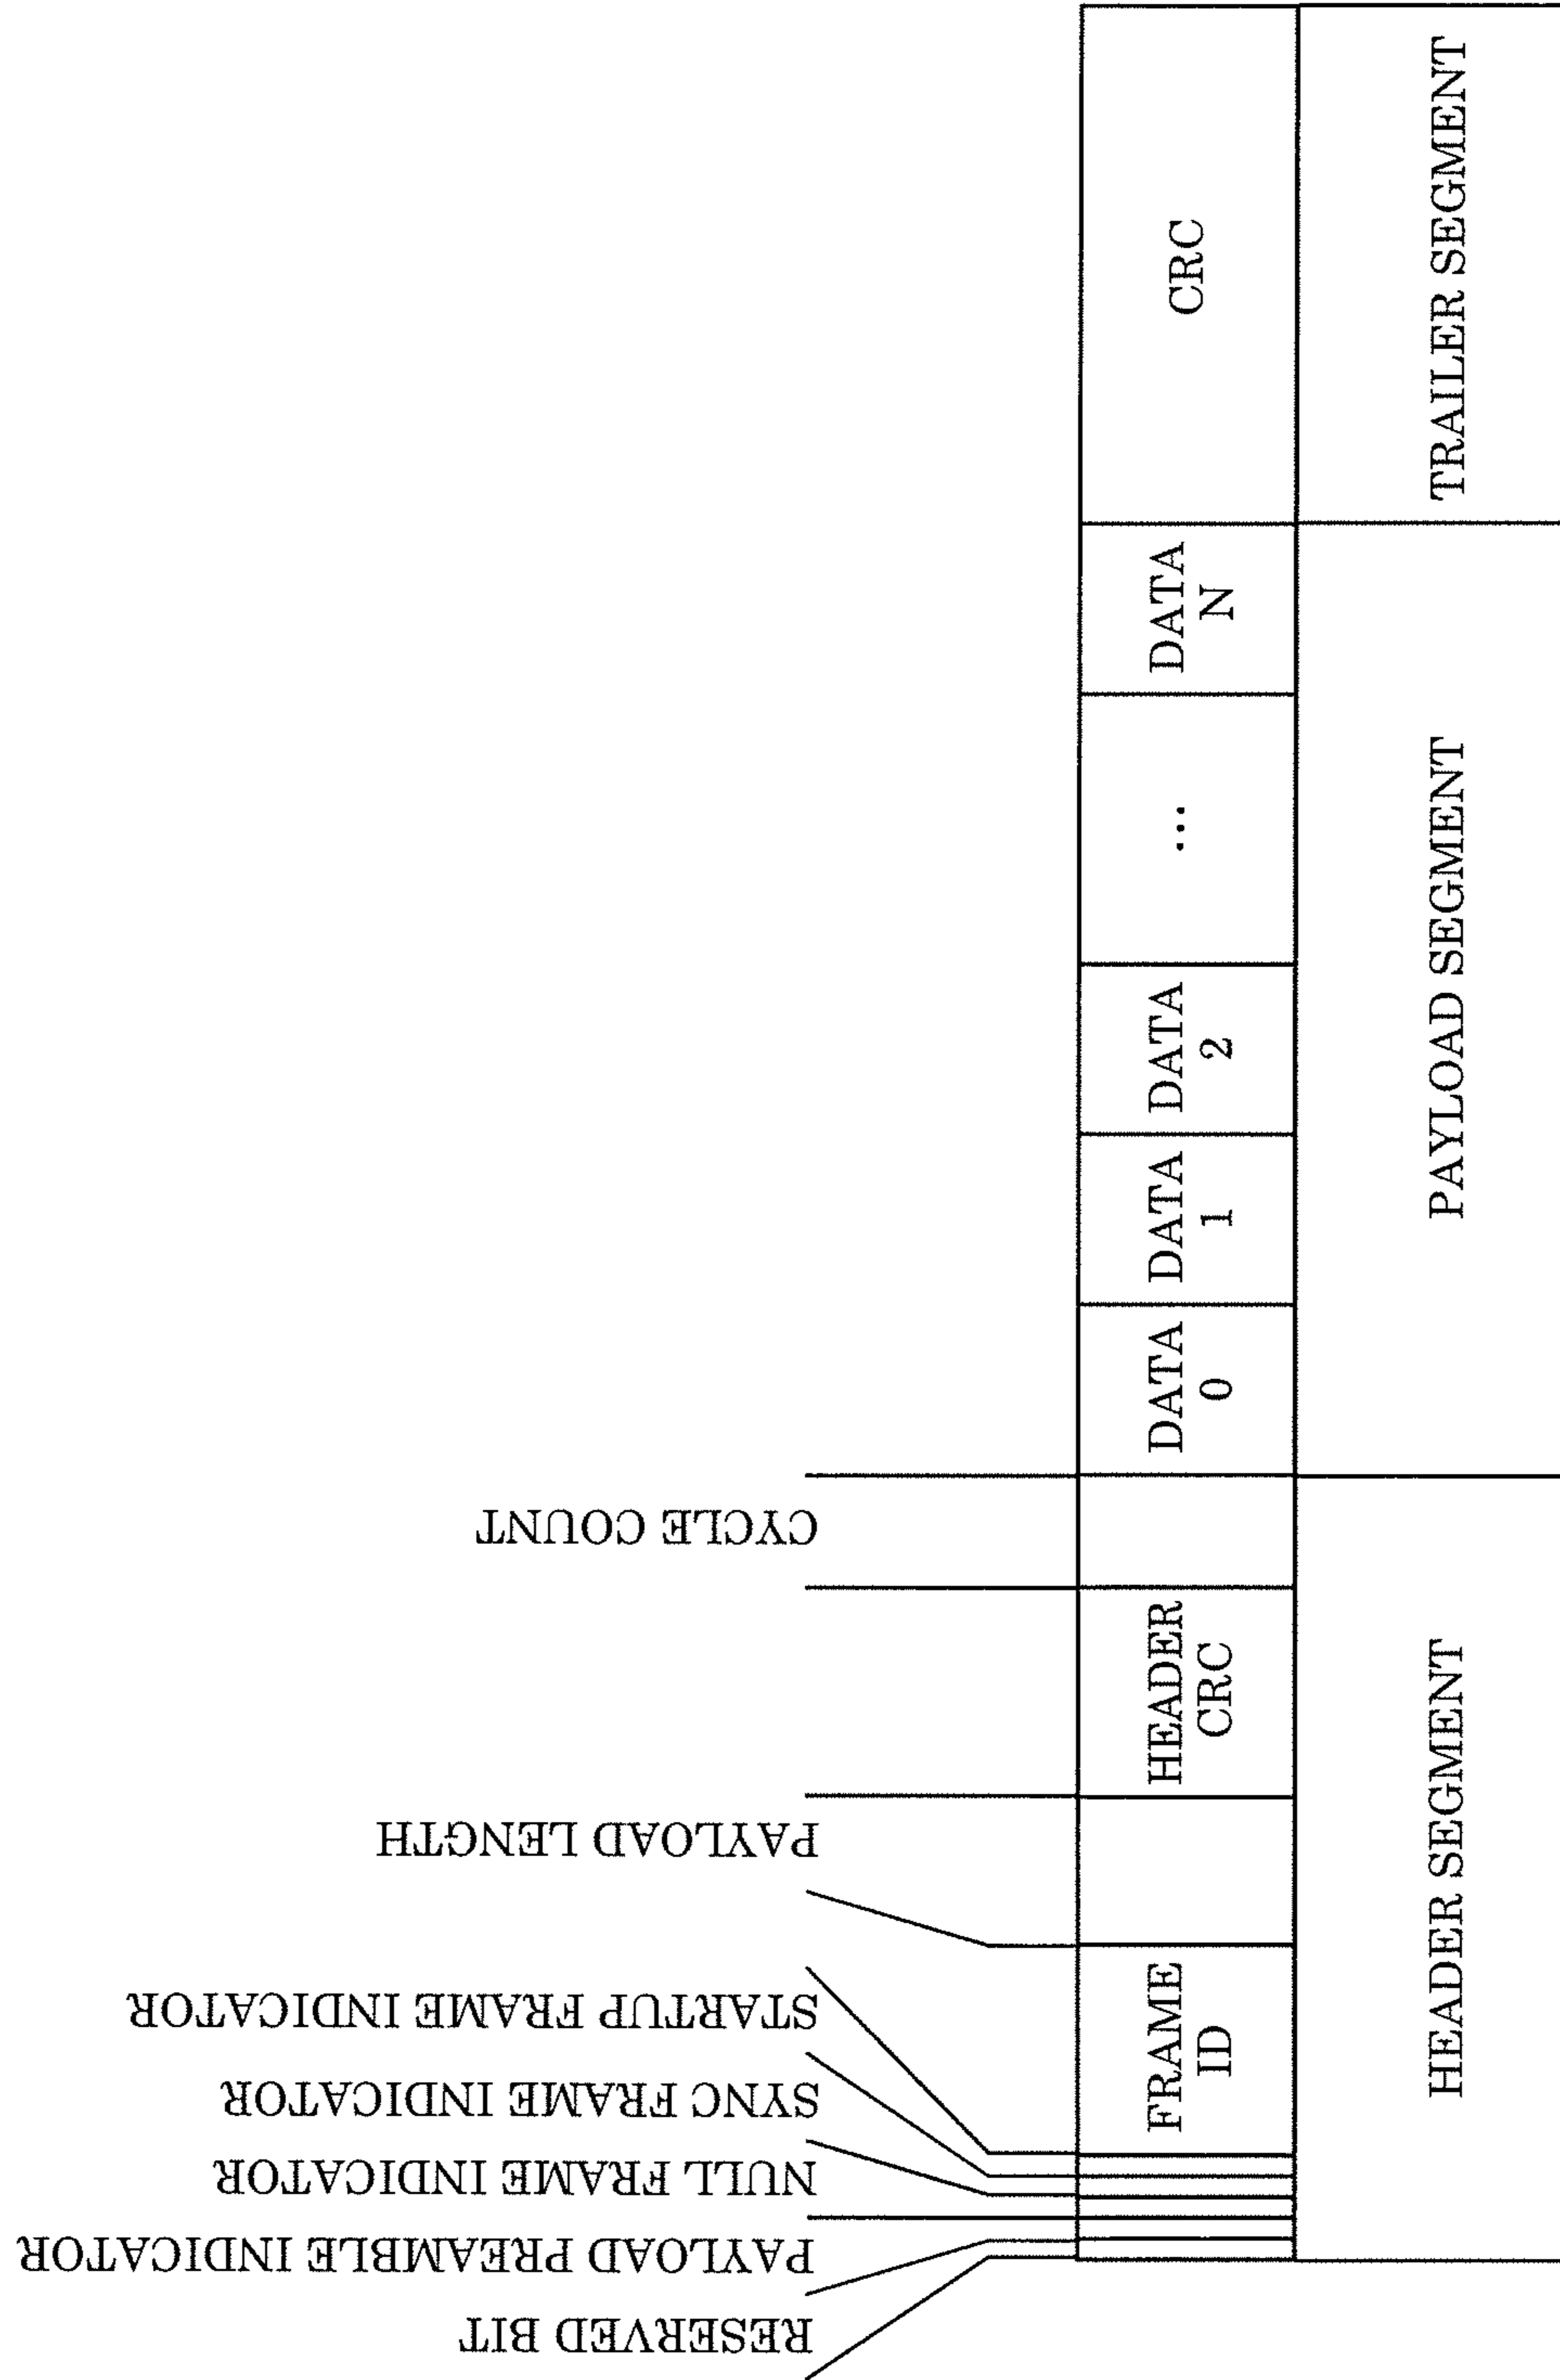 RESERVED BIT
PAYLOAD PREAMBLE INDICATOR
NULL FRAME INDICATOR
SYNC FRAME INDICATOR
STARTUP FRAME INDICATOR
PAYLOAD LENGTH
CYCLE COUNT
FRAME
ID
HEADER
CRC
DATA
0
DATA
1
DATA
2
...
DATA
N
CRC
HEADER SEGMENT
PAYLOAD SEGMENT
TRAILER SEGMENT